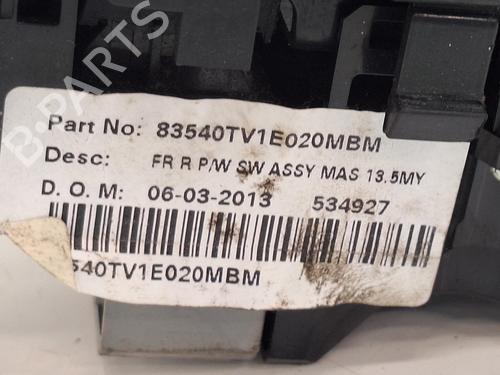 B-PARTS
Part No: 83540TV1E020MBM
Desc: FR R P/W SW ASSY MAS 13.5MY
D. O. M: 06-03-2013 534927
540TV1E020MBM